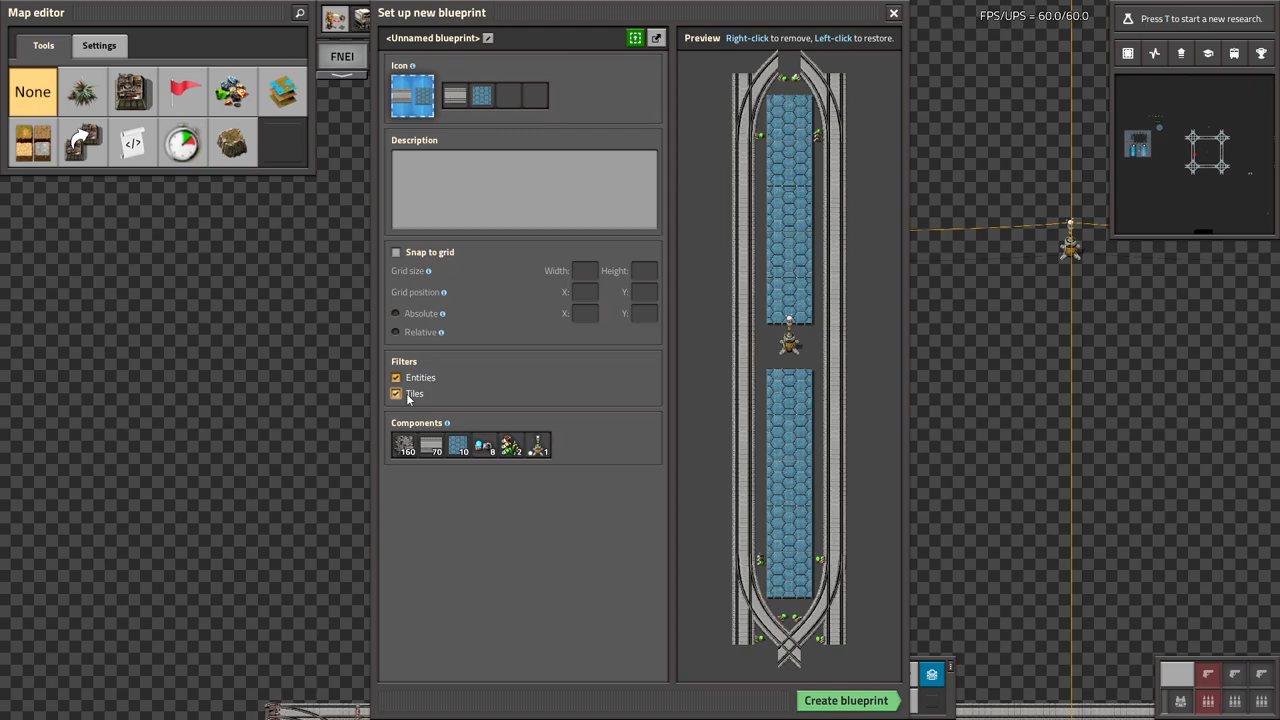 Map editor
Tools
Settings
None
FNEI
Set up new blueprint
<Unnamed blueprint>
Icon
Description
Snap to grid
Grid size
Width:
Height:
Grid position
X:
Y:
Absolute
X:
Y:
Relative
Filters
Entities
Tiles
Components
160
70
10
8
2
1
Preview
Right-click to remove, Left-click to restore.
Create blueprint
FPS/UPS = 60.0/60.0
Press T to start a new research.